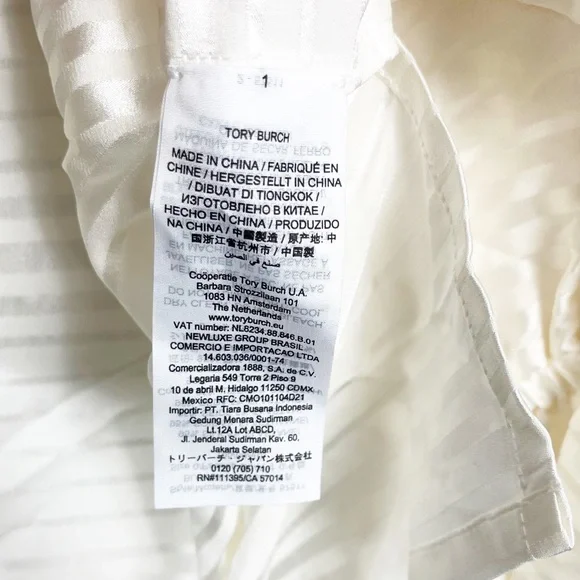 1
TORY BURCH
MADE IN CHINA / FABRIQUÉ EN
CHINE / HERGESTELLT IN CHINA
/ DIBUAT DI TIONGKOK /
ИЗГОТОВЛЕНО В КИТАЕ /
HECHO EN CHINA / PRODUZIDO
NA CHINA / 中國製造 / 原产地: 中
国浙江省杭州市 / 中国製
صنع في الصين
Coöperatie Tory Burch U.A.
Barbara Strozzilaan 101
1083 HN Amsterdam
The Netherlands
www.toryburch.com
VAT number: NL8234.88.846.B.01
NEWLUXE GROUP BRASIL
COMERCIO E IMPORTACAO LTDA
14.603.036/0001-74
Comercializadora 1888, S.A. de C.V.
Legaria 549 Torre 2 Piso 9
10 de abril M. Hidalgo 11250 CDMX
Mexico RFC: CMO101104D21
Importir: PT. Tiara Busana Indonesia
Gedung Menara Sudirman
Lt.12A Lot ABCD,
Jl. Jenderal Sudirman Kav. 60,
Jakarta Selatan
トリーバーチ・ジャパン株式会社
0120 (705) 710
RN#111395/CA 57014